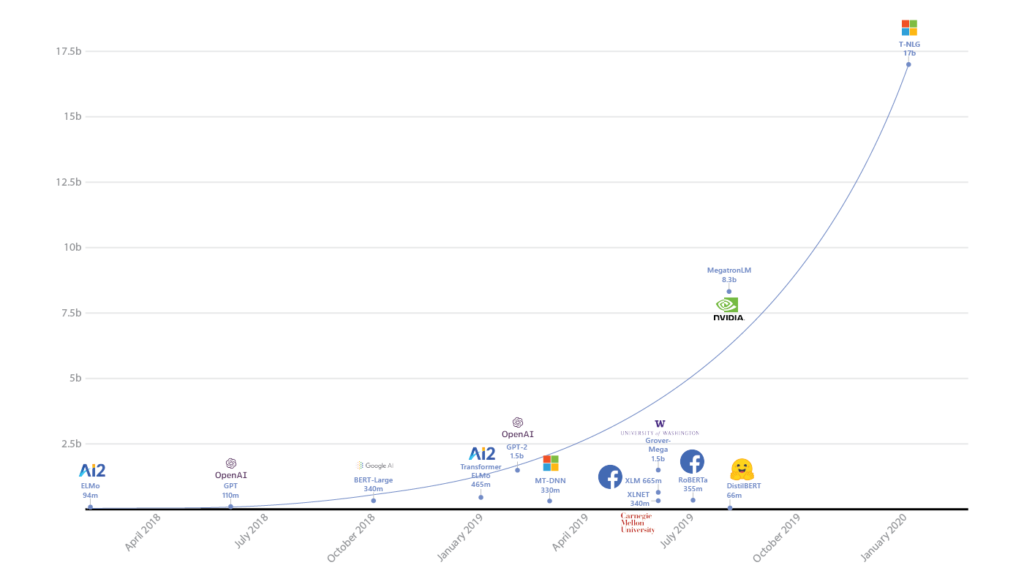 T-NLG
17b
17.5b
15b
12.5b
10b
7.5b
5b
2.5b
MegatronLM
8.3b
NVIDIA.
Ai2
ELMo
94m
OpenAI
GPT
110m
Google AI
BERT-Large
340m
Ai2
Transformer
ELMo
465m
OpenAI
GPT-2
1.5b
MT-DNN
330m
XLM 665m
XLNET
340m
Carnegie
Mellon
University
W
UNIVERSITY of WASHINGTON
Grover-
Mega
1.5b
RoBERTa
355m
DistilBERT
66m
April 2018
July 2018
October 2018
January 2019
April 2019
July 2019
October 2019
January 2020